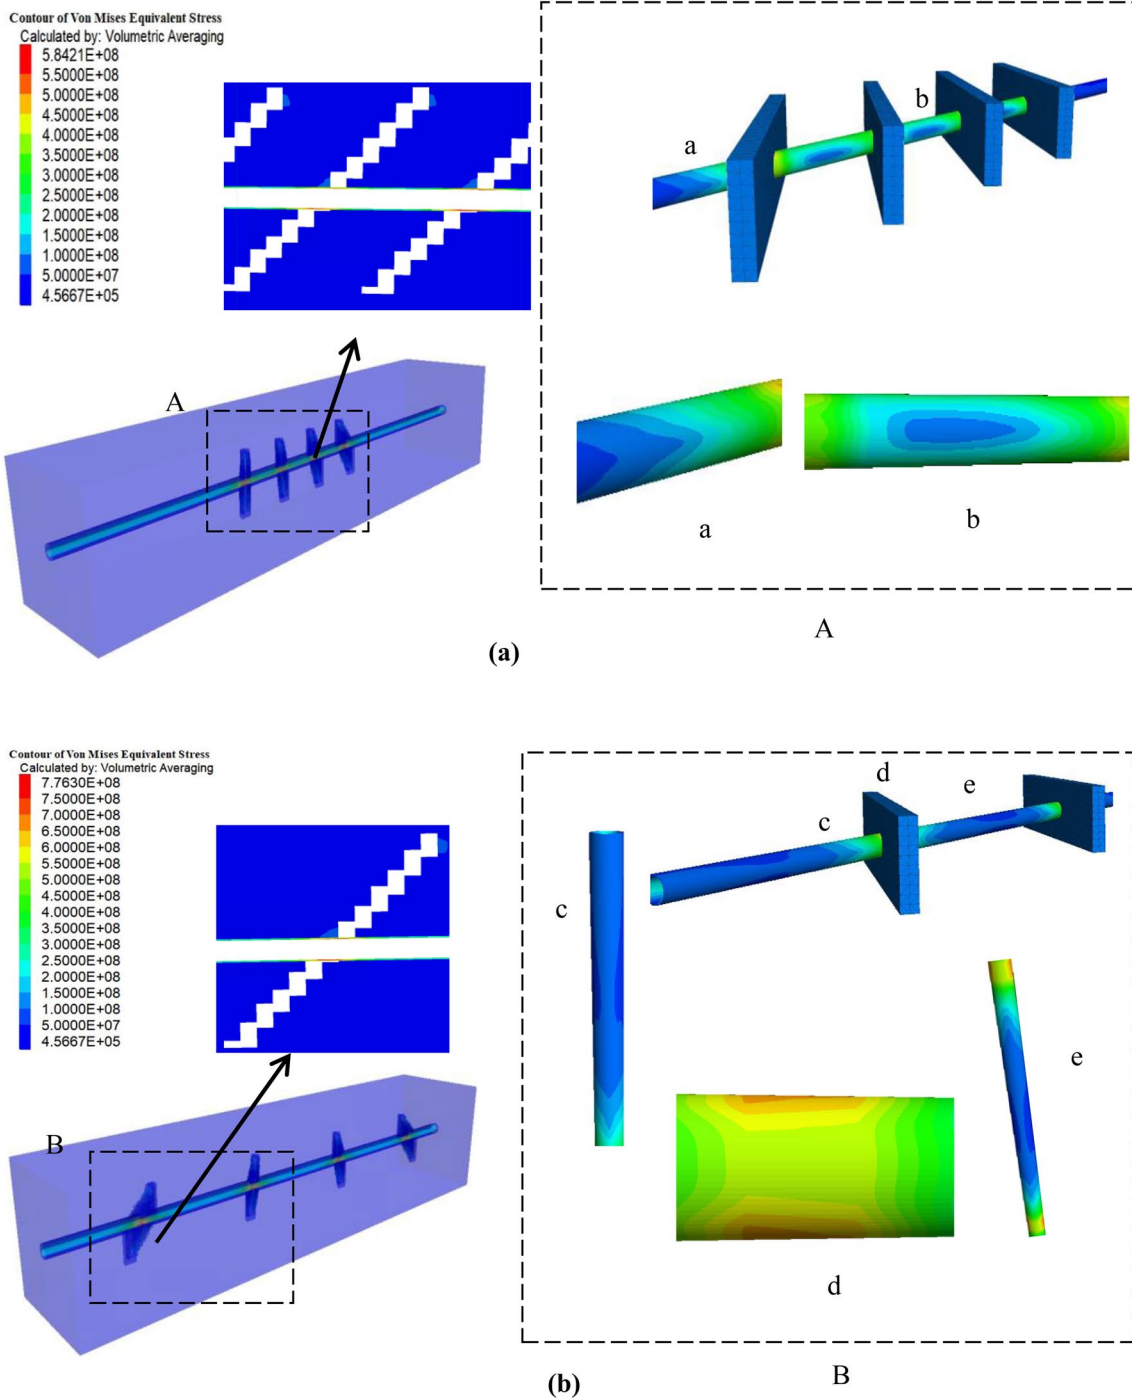 Contour of Von Mises Equivalent Stress
Calculated by: Volumetric Averaging
5.8421E+08
5.5000E+08
5.0000E+08
4.5000E+08
4.0000E+08
3.5000E+08
3.0000E+08
2.5000E+08
2.0000E+08
1.5000E+08
1.0000E+08
5.0000E+07
4.5667E+05
A
a
b
a
b
A
(a)
Contour of Von Mises Equivalent Stress
Calculated by: Volumetric Averaging
7.7630E+08
7.5000E+08
7.0000E+08
6.5000E+08
6.0000E+08
5.5000E+08
5.0000E+08
4.5000E+08
4.0000E+08
3.5000E+08
3.0000E+08
2.5000E+08
2.0000E+08
1.5000E+08
1.0000E+08
5.0000E+07
4.5667E+05
B
d
e
c
c
e
d
B
(b)